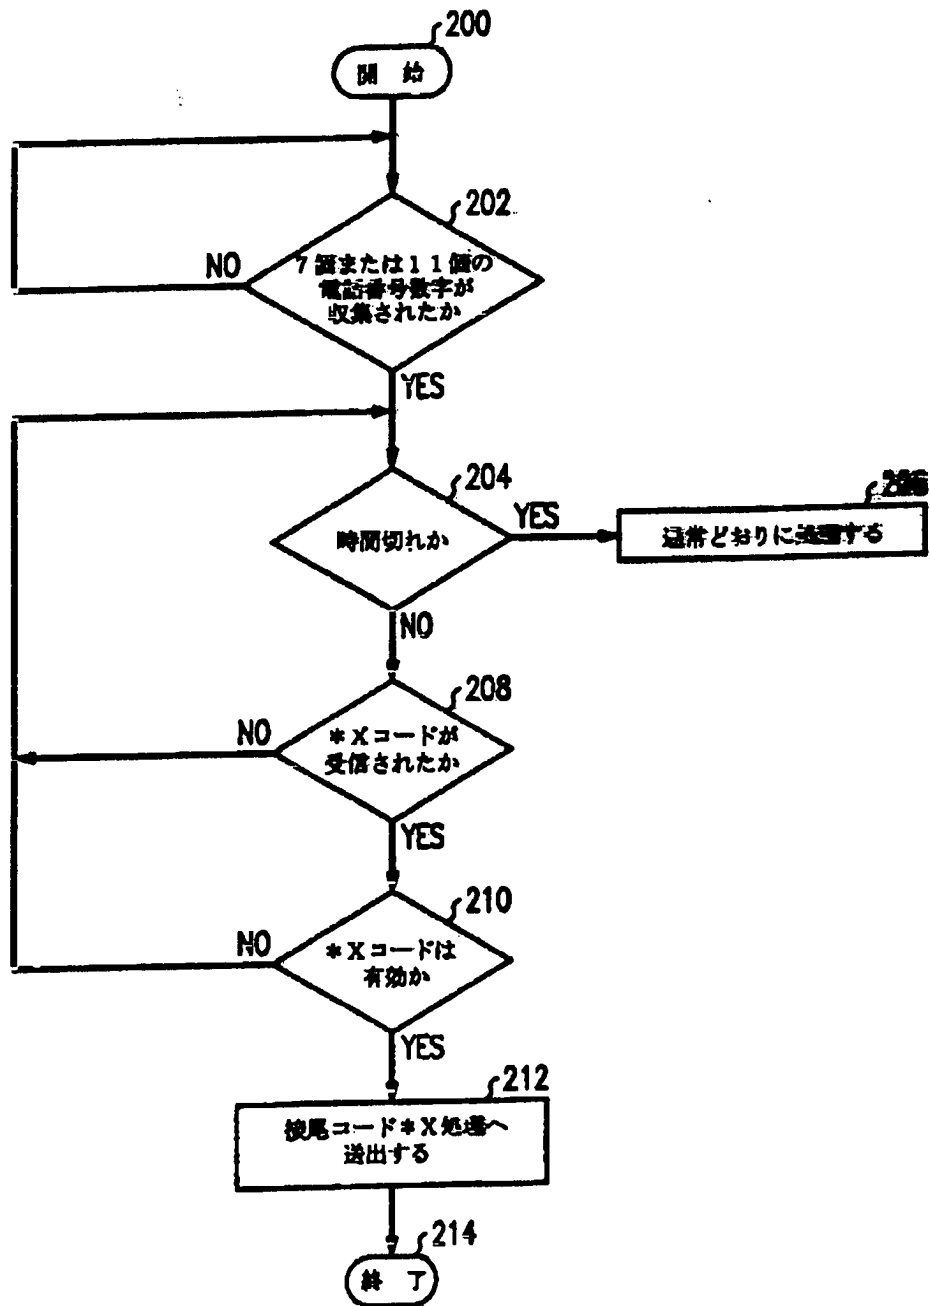 200
開 始
202
NO
7個または11個の
電話番号数字が
収集されたか
YES
204
YES
時間切れか
通常どおりに処理する
NO
208
NO
*Xコードが
受信されたか
YES
210
NO
*Xコードは
有効か
YES
212
接尾コード*X処理へ
送出する
214
終 了